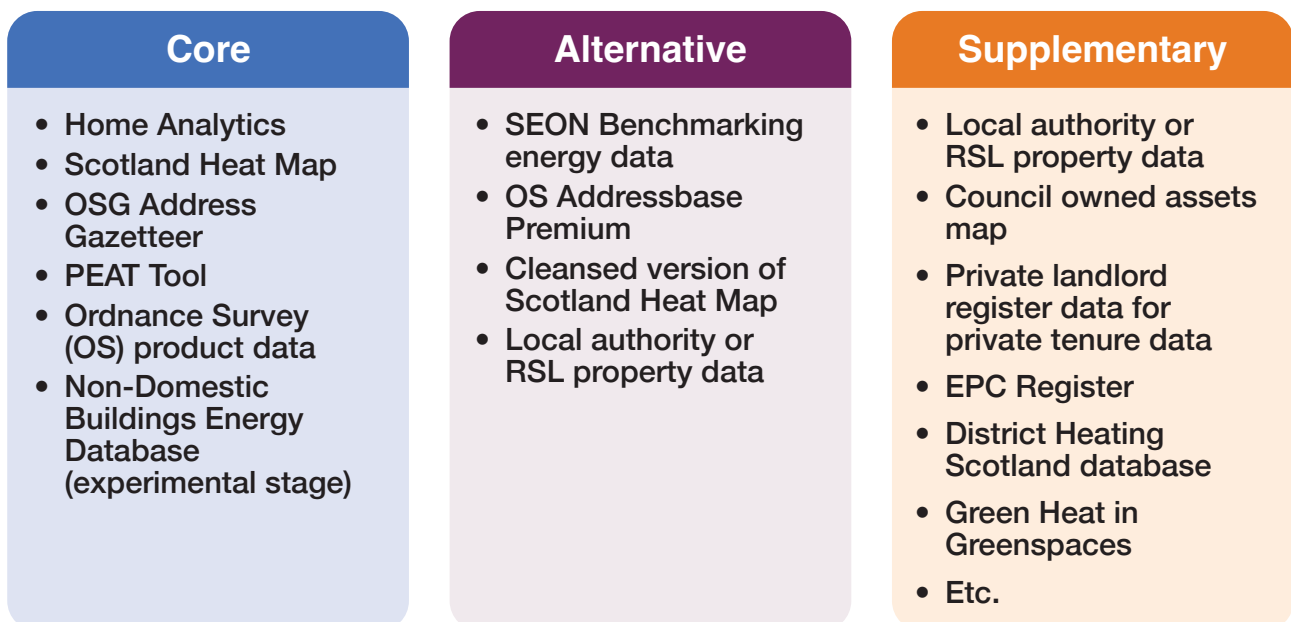 Core
• Home Analytics
• Scotland Heat Map
• OSG Address
Gazetteer
• PEAT Tool
• Ordnance Survey
(OS) product data
• Non-Domestic
Buildings Energy
Database
(experimental stage)
Alternative
• SEON Benchmarking
energy data
• OS Addressbase
Premium
• Cleansed version of
Scotland Heat Map
• Local authority or
RSL property data
Supplementary
• Local authority or
RSL property data
• Council owned assets
map
• Private landlord
register data for
private tenure data
• EPC Register
• District Heating
Scotland database
• Green Heat in
Greenspaces
• Etc.